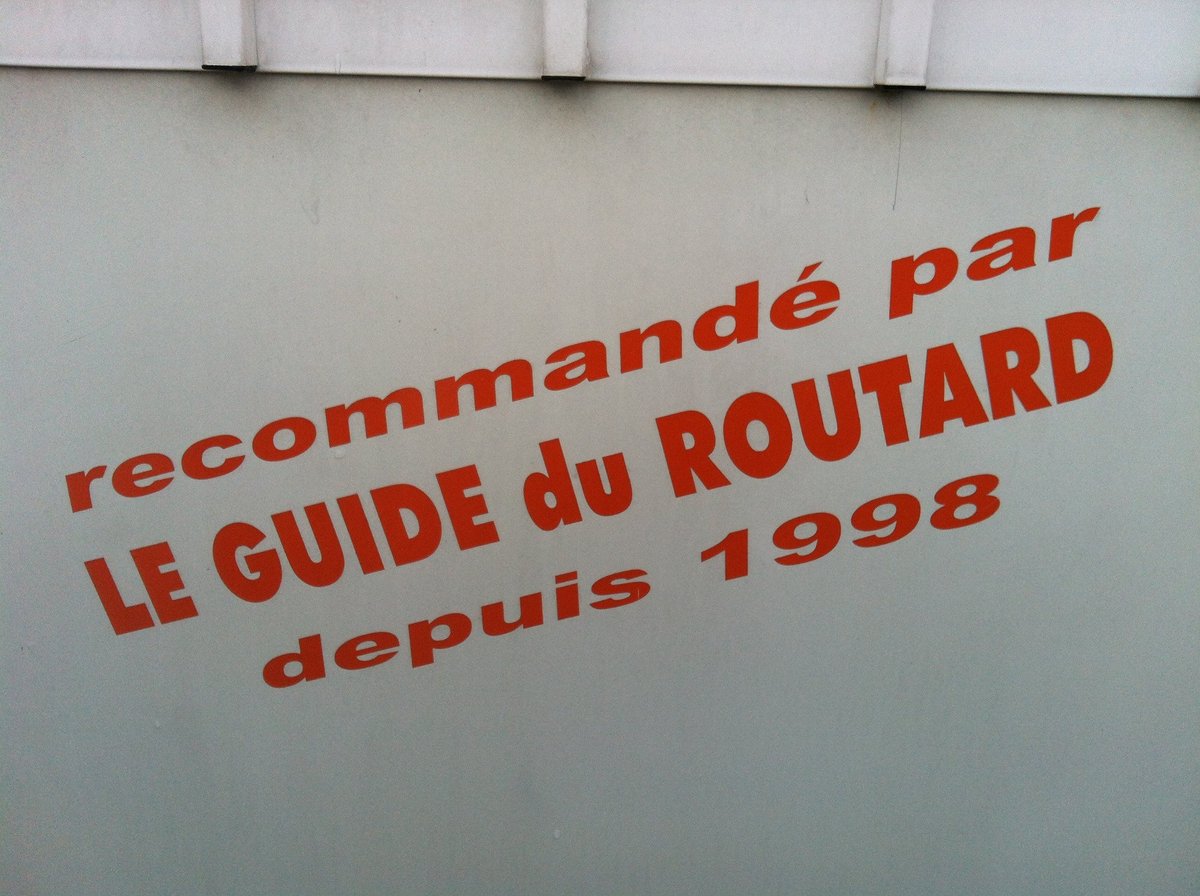 recommandé par
LE GUIDE du ROUTARD
depuis 1998